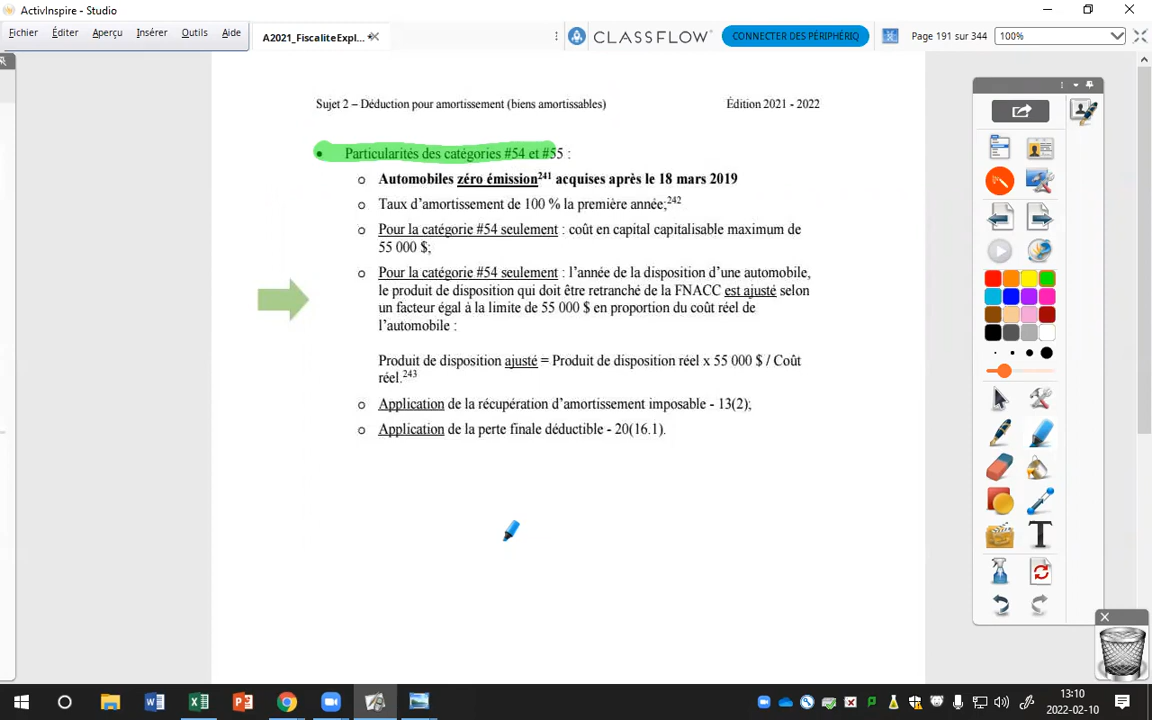 ActivInspire - Studio
Fichier Éditer Aperçu Insérer Outils Aide
A2021_FiscaliteExpl...
CLASSFLOW
CONNECTER DES PÉRIPHÉRIQ
Page 191 sur 344
100%
Sujet 2 – Déduction pour amortissement (biens amortissables) Édition 2021 - 2022
• Particularités des catégories #54 et #55 :
o Automobiles zéro émission241 acquises après le 18 mars 2019
o Taux d’amortissement de 100 % la première année;242
o Pour la catégorie #54 seulement : coût en capital capitalisable maximum de
55 000 $;
o Pour la catégorie #54 seulement : l’année de la disposition d’une automobile,
le produit de disposition qui doit être retranché de la FNACC est ajusté selon
un facteur égal à la limite de 55 000 $ en proportion du coût réel de
l’automobile :
Produit de disposition ajusté = Produit de disposition réel x 55 000 $ / Coût
réel.243
o Application de la récupération d’amortissement imposable - 13(2);
o Application de la perte finale déductible - 20(16.1).
13:10
2022-02-10